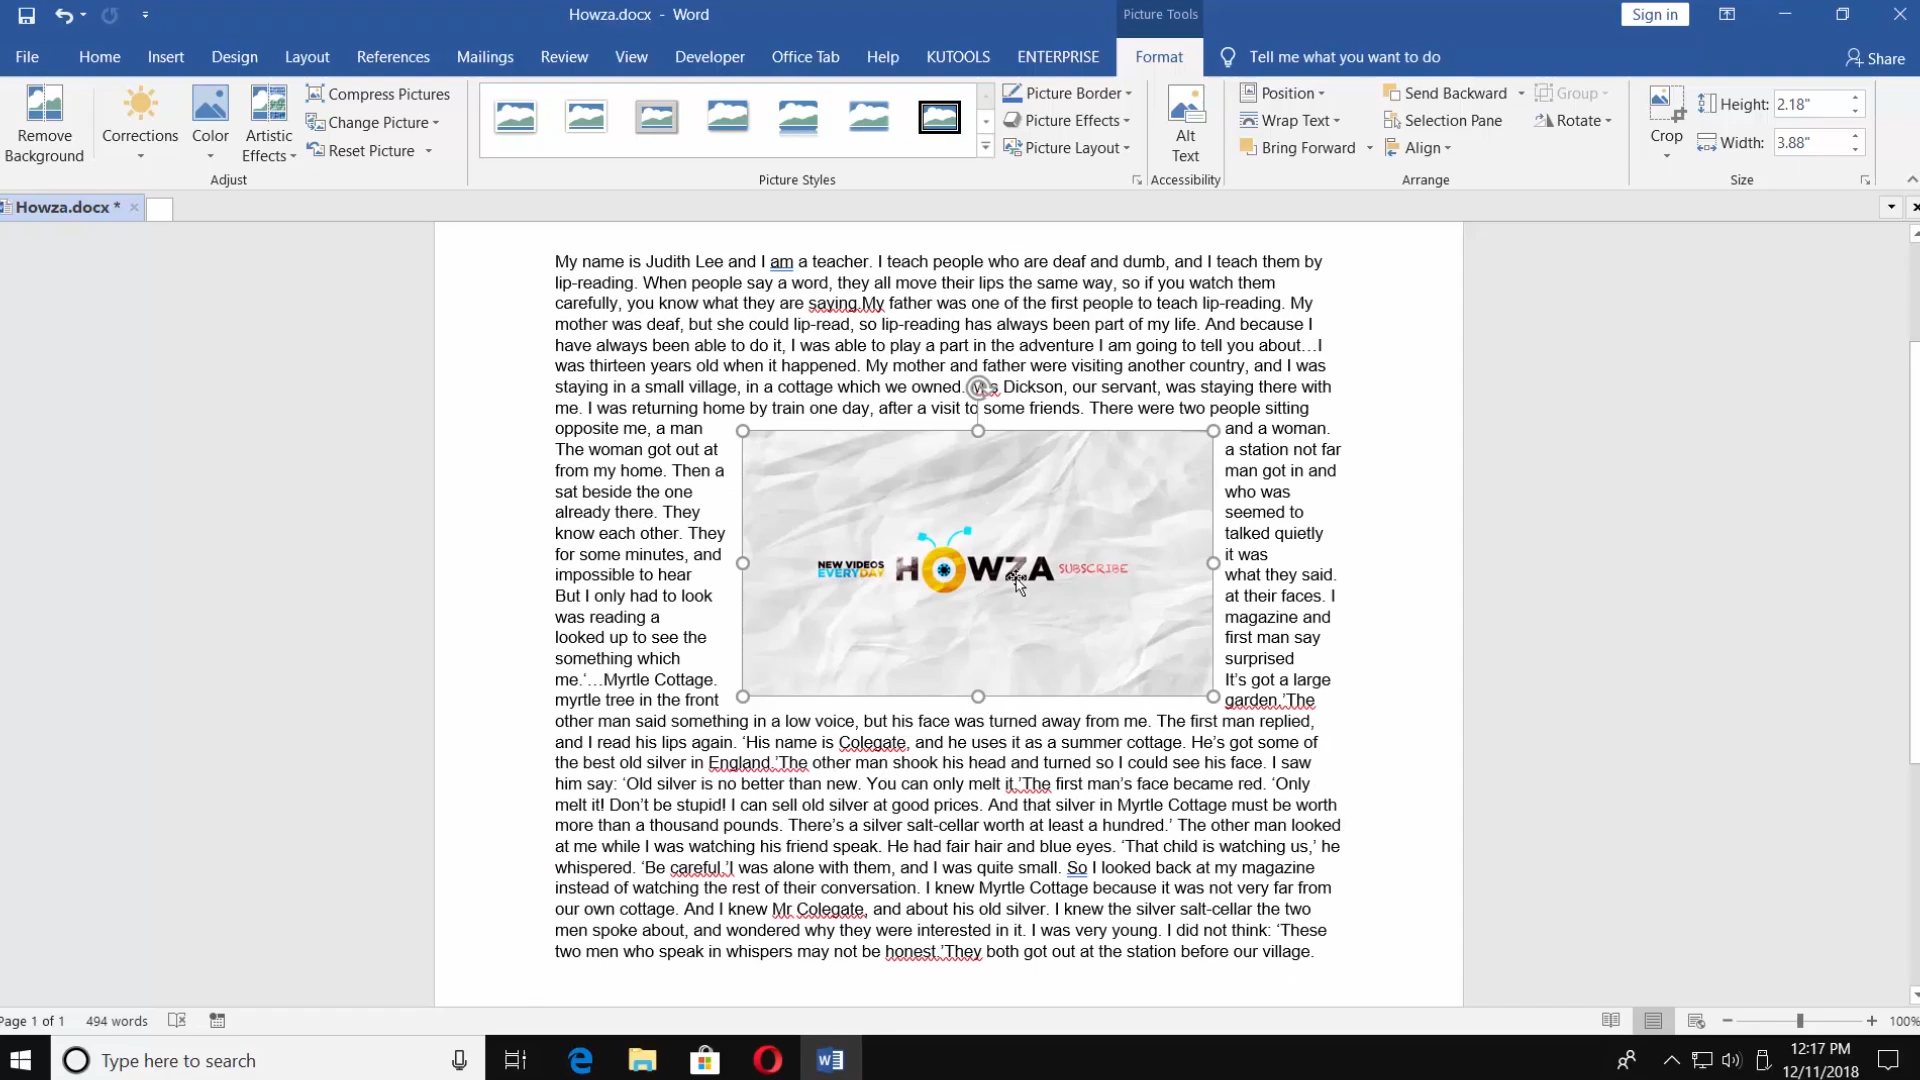 Howza.docx - Word
Picture Tools
Sign in
File Home Insert Design Layout References Mailings Review View Developer Office Tab Help KUTOOLS ENTERPRISE Format Tell me what you want to do Share
Remove Background
Corrections
Color
Artistic Effects
Compress Pictures
Change Picture
Reset Picture
Adjust
Picture Styles
Picture Border
Picture Effects
Picture Layout
Alt Text
Accessibility
Position
Wrap Text
Bring Forward
Send Backward
Selection Pane
Align
Group
Rotate
Arrange
Crop
Height: 2.18"
Width: 3.88"
Size
Howza.docx *
My name is Judith Lee and I am a teacher. I teach people who are deaf and dumb, and I teach them by
lip-reading. When people say a word, they all move their lips the same way, so if you watch them
carefully, you know what they are saying.My father was one of the first people to teach lip-reading. My
mother was deaf, but she could lip-read, so lip-reading has always been part of my life. And because I
have always been able to do it, I was able to play a part in the adventure I am going to tell you about…I
was thirteen years old when it happened. My mother and father were visiting another country, and I was
staying in a small village, in a cottage which we owned. Dickson, our servant, was staying there with
me. I was returning home by train one day, after a visit to some friends. There were two people sitting
opposite me, a man and a woman.
The woman got out at a station not far
from my home. Then a man got in and
sat beside the one who was
already there. They seemed to
know each other. They talked quietly
for some minutes, and it was
impossible to hear what they said.
But I only had to look at their faces. I
was reading a magazine and
looked up to see the first man say
something which surprised
me.‘…Myrtle Cottage. It’s got a large
myrtle tree in the front garden.’The
NEW VIDEOS
EVERYDAY
HOWZA
SUBSCRIBE
other man said something in a low voice, but his face was turned away from me. The first man replied,
and I read his lips again. ‘His name is Colegate, and he uses it as a summer cottage. He’s got some of
the best old silver in England.’The other man shook his head and turned so I could see his face. I saw
him say: ‘Old silver is no better than new. You can only melt it.’The first man’s face became red. ‘Only
melt it! Don’t be stupid! I can sell old silver at good prices. And that silver in Myrtle Cottage must be worth
more than a thousand pounds. There’s a silver salt-cellar worth at least a hundred.’ The other man looked
at me while I was watching his friend speak. He had fair hair and blue eyes. ‘That child is watching us,’ he
whispered. ‘Be careful.’I was alone with them, and I was quite small. So I looked back at my magazine
instead of watching the rest of their conversation. I knew Myrtle Cottage because it was not very far from
our own cottage. And I knew Mr Colegate, and about his old silver. I knew the silver salt-cellar the two
men spoke about, and wondered why they were interested in it. I was very young. I did not think: ‘These
two men who speak in whispers may not be honest.’They both got out at the station before our village.
Page 1 of 1 494 words
100%
Type here to search
12:17 PM
12/11/2018